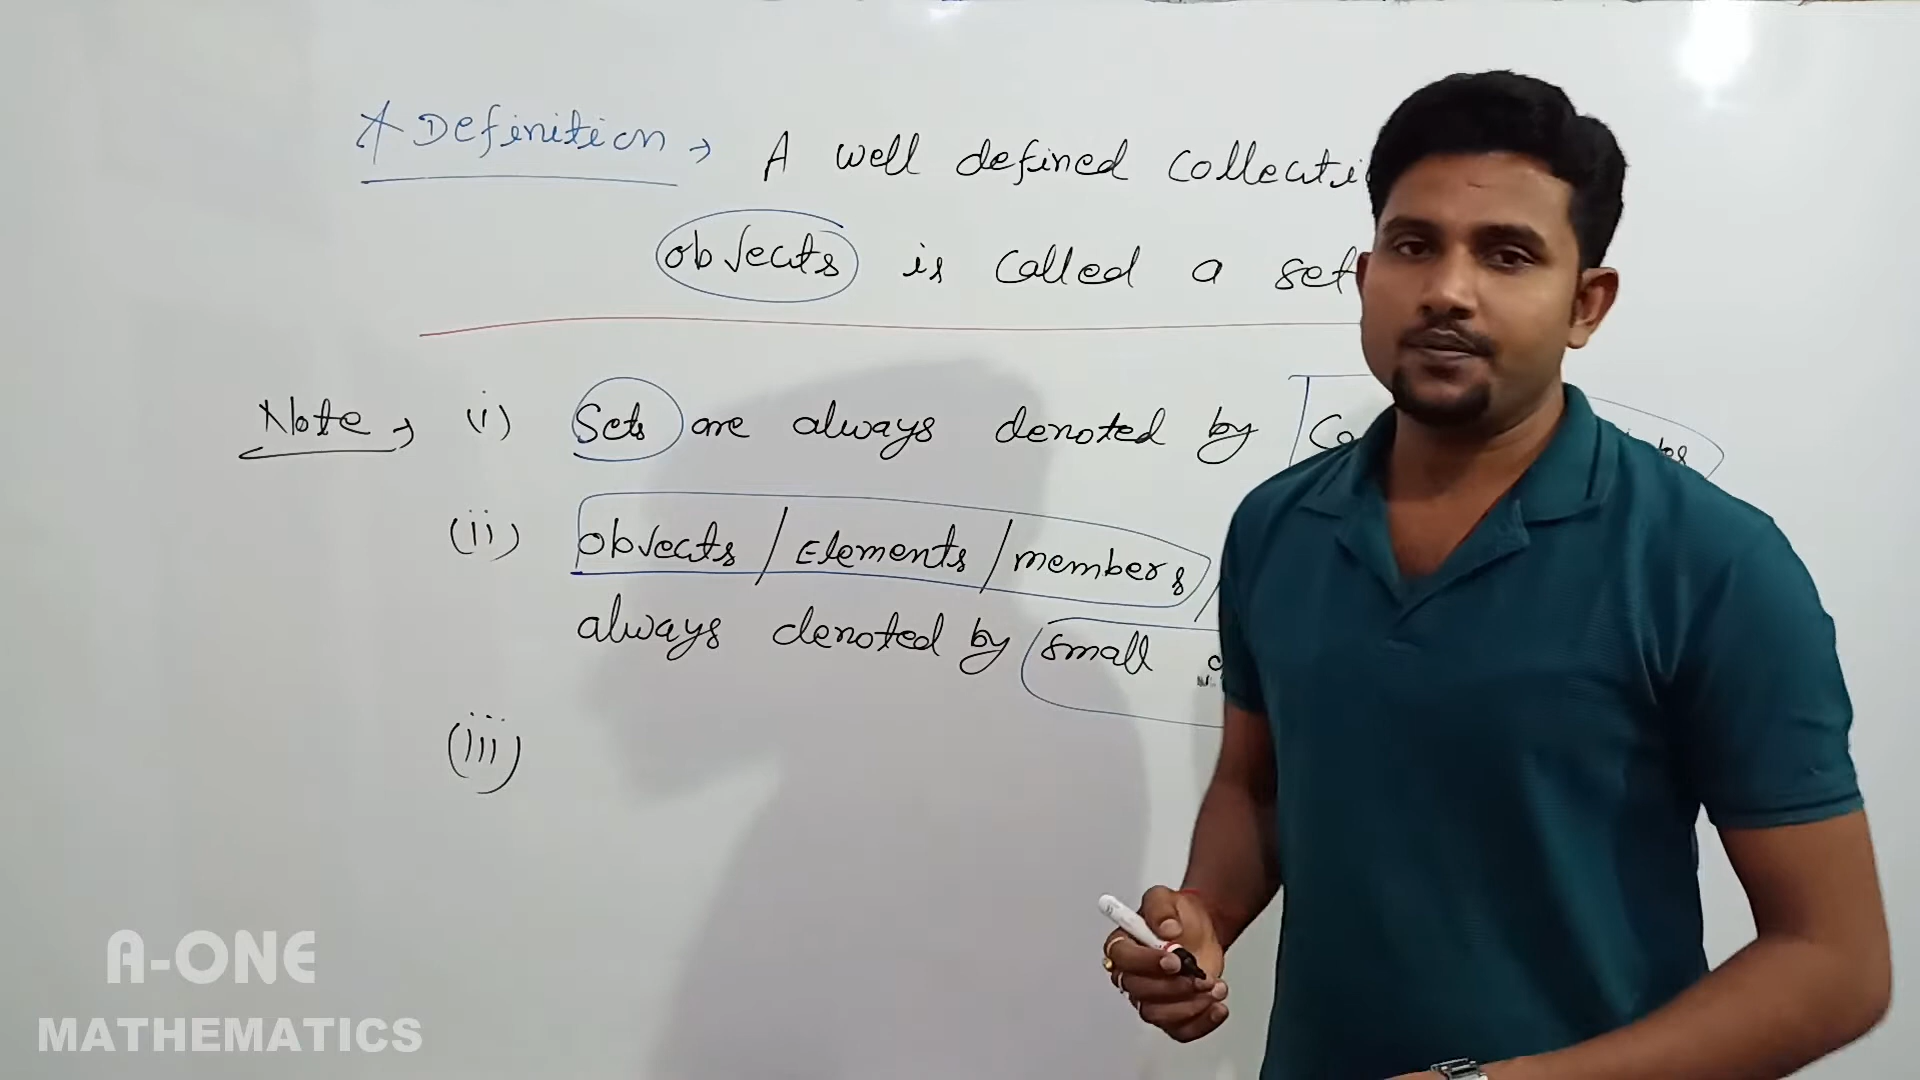 Definition → A well defined
objects is called a set
Note → (i) Sets are always denoted by
(ii) objects / Elements / members /
always denoted by small
(iii)
A-ONE
MATHEMATICS